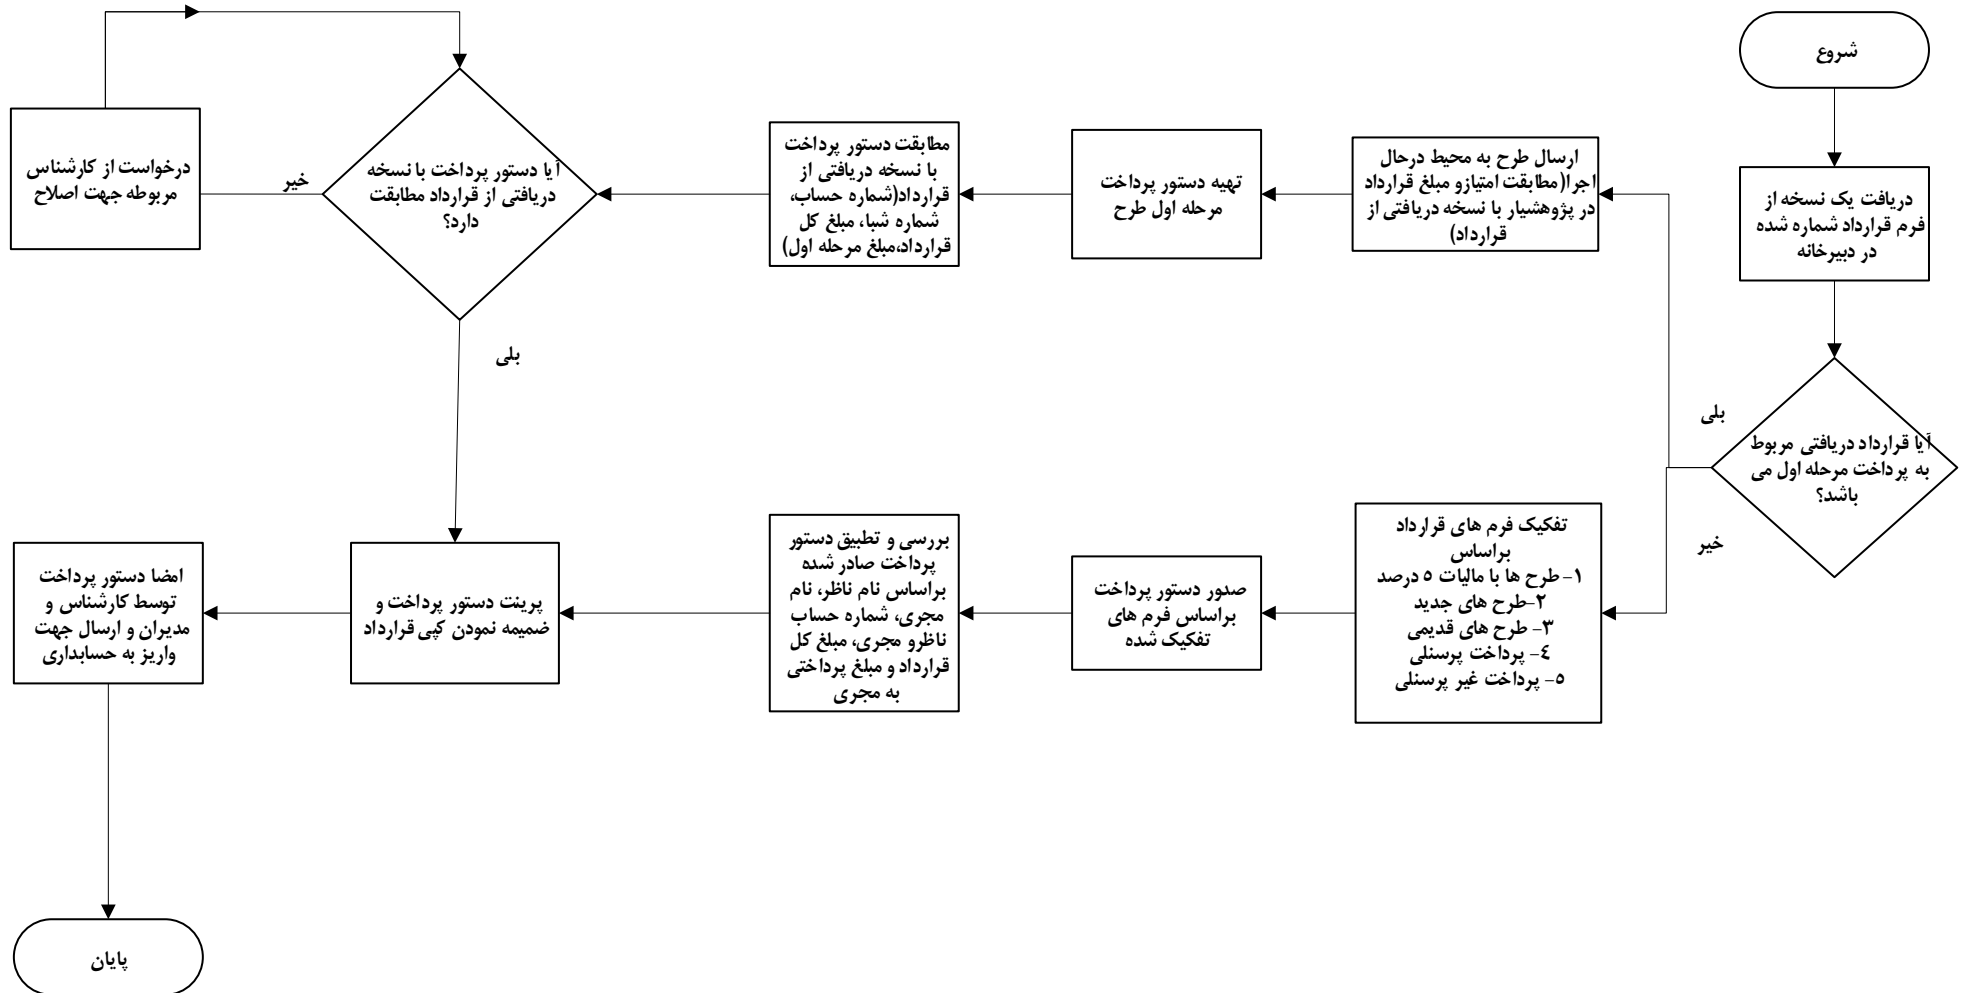 شروع
دریافت یک نسخه از
فرم قرارداد شماره شده
در دبیرخانه
آیا قرارداد دریافتی مربوط
به پرداخت مرحله اول می
باشد؟
بلی
خیر
ارسال طرح به محیط درحال
اجرا(مطابقت امتیازو مبلغ قرارداد
در پژوهشیار با نسخه دریافتی از
قرارداد)
تهیه دستور پرداخت
مرحله اول طرح
مطابقت دستور پرداخت
با نسخه دریافتی از
قرارداد(شماره حساب،
شماره شبا، مبلغ کل
قرارداد،مبلغ مرحله اول)
آیا دستور پرداخت با نسخه
دریافتی از قرارداد مطابقت
دارد؟
خیر
درخواست از کارشناس
مربوطه جهت اصلاح
بلی
تفکیک فرم های قرارداد
براساس
۱- طرح ها با مالیات ۵ درصد
۲-طرح های جدید
۳- طرح های قدیمی
٤- پرداخت پرسنلی
۵- پرداخت غیر پرسنلی
صدور دستور پرداخت
براساس فرم های
تفکیک شده
بررسی و تطبیق دستور
پرداخت صادر شده
براساس نام ناظر، نام
مجری، شماره حساب
ناظرو مجری، مبلغ کل
قرارداد و مبلغ پرداختی
به مجری
پرینت دستور پرداخت و
ضمیمه نمودن کپی قرارداد
امضا دستور پرداخت
توسط کارشناس و
مدیران و ارسال جهت
واریز به حسابداری
پایان